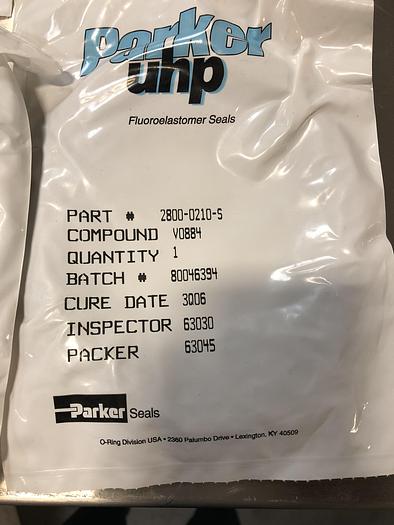 Parker
uhp
Fluoroelastomer Seals
PART # 2800-0210-S
COMPOUND V0884
QUANTITY 1
BATCH # 80046394
CURE DATE 3Q06
INSPECTOR 63030
PACKER 63045
Parker Seals
O-Ring Division USA • 2360 Palumbo Drive • Lexington, KY 40509